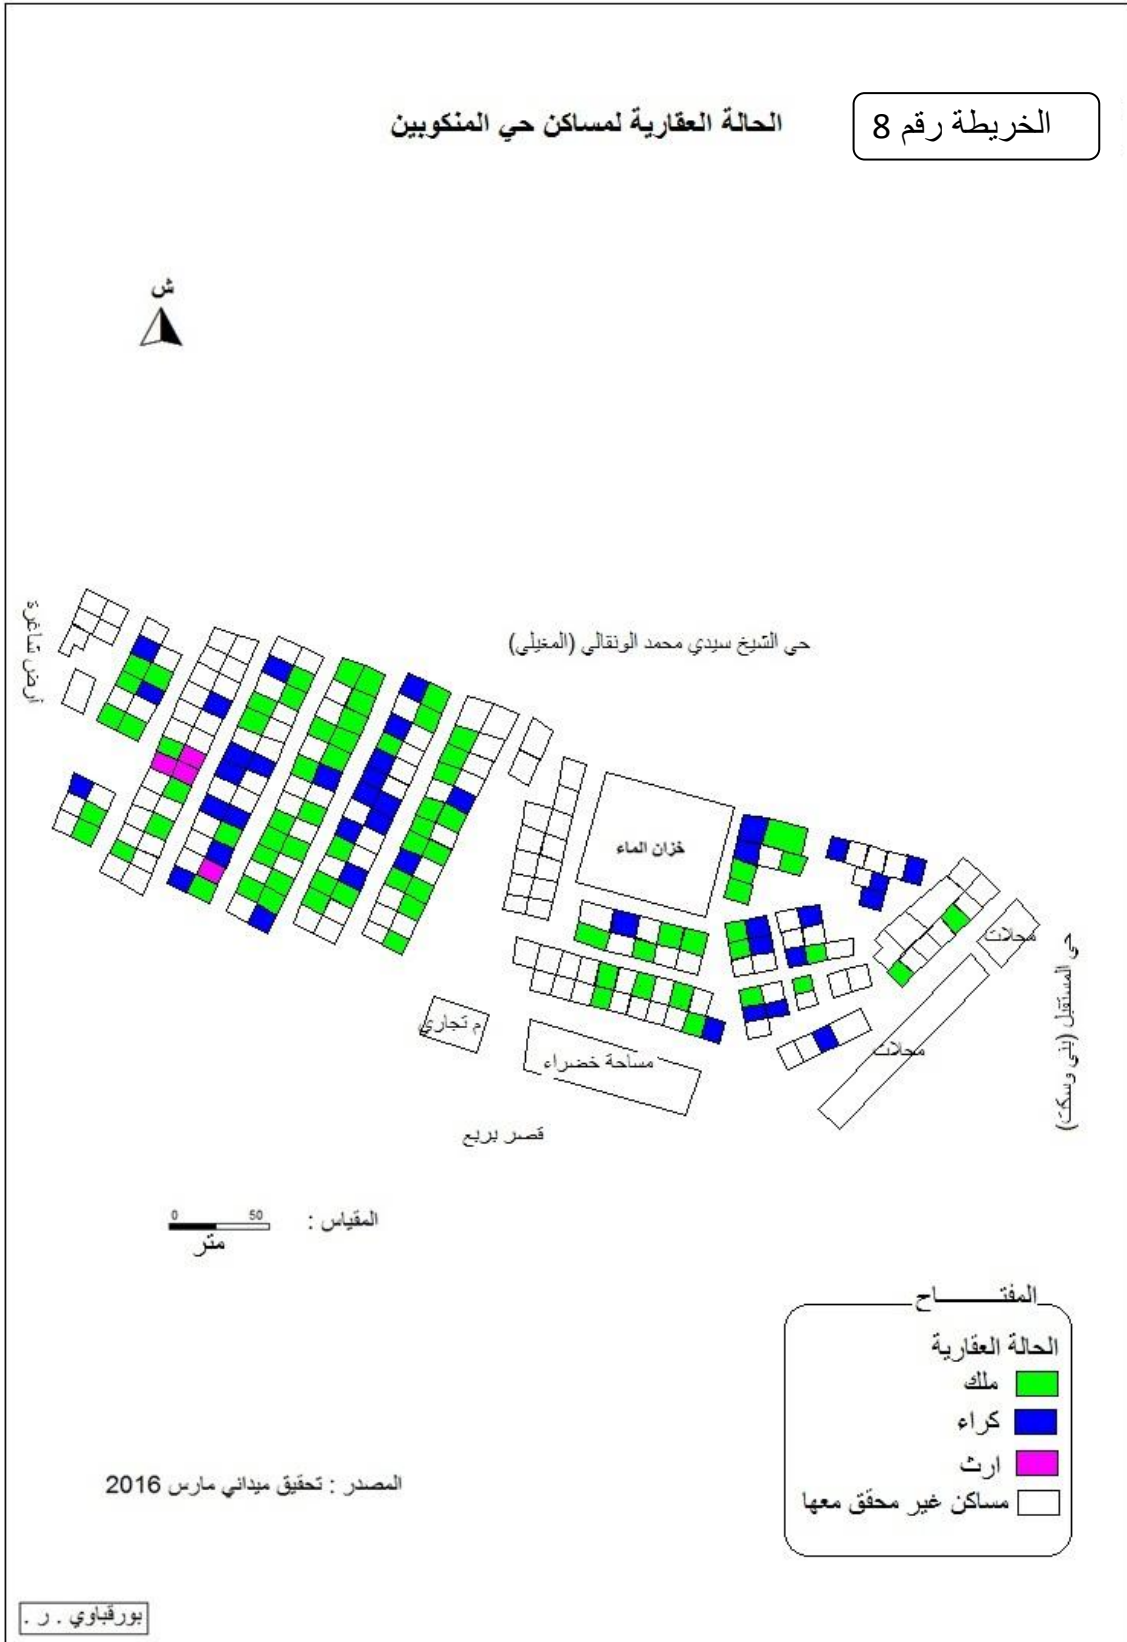 الخريطة رقم 8
الحالة العقارية لمساكن حي المنكوبين
ش
أرض شاغرة
حي الشيخ سيدي محمد الونقالي (المغيلي)
خزان الماء
محلات
حي المستقبل (بني وسكت)
م تجاري
مساحة خضراء
محلات
قصر بربع
المقياس :
0 50
متر
المفتـــــــاح
الحالة العقارية
ملك
كراء
ارث
مساكن غير محقق معها
المصدر : تحقيق ميداني مارس 2016
بورقباوي . ر .